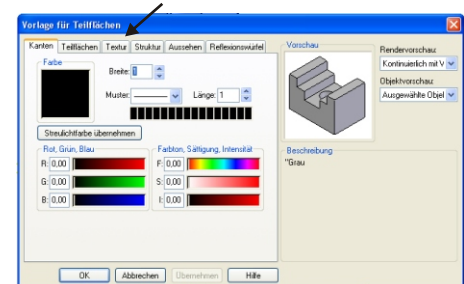 Vorlage für Teilflächen
Kanten Teilflächen Textur Struktur Aussehen Reflexionswürfel
Farbe
Breite:
Muster: Länge: 1
Streulichtfarbe übernehmen
Rot, Grün, Blau
R: 0,00
G: 0,00
B: 0,00
Farbton, Sättigung, Intensität
F: 0,00
S: 0,00
I: 0,00
Vorschau
Rendervorschau:
Kontinuierlich mit V
Objektvorschau:
Ausgewählte Objel
Beschreibung
"Grau
OK Abbrechen Übernehmen Hilfe